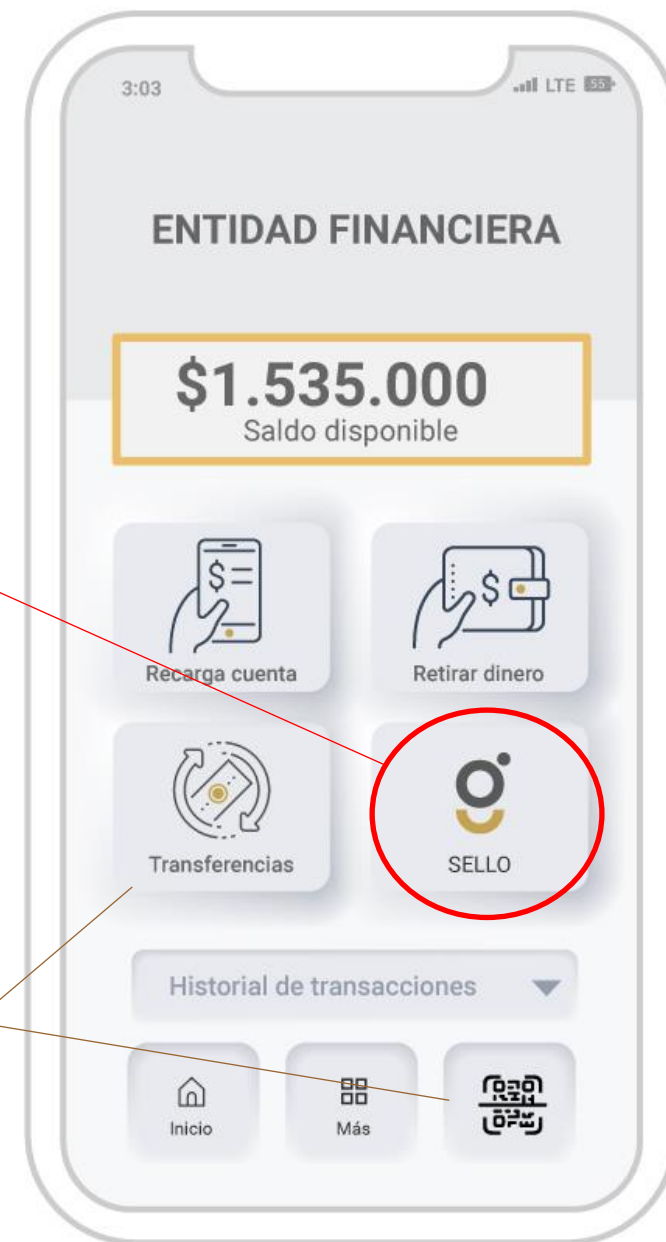 3:03
LTE 55
ENTIDAD FINANCIERA
$1.535.000
Saldo disponible
Recarga cuenta
Retirar dinero
Transferencias
SELLO
Historial de transacciones
Inicio
Más